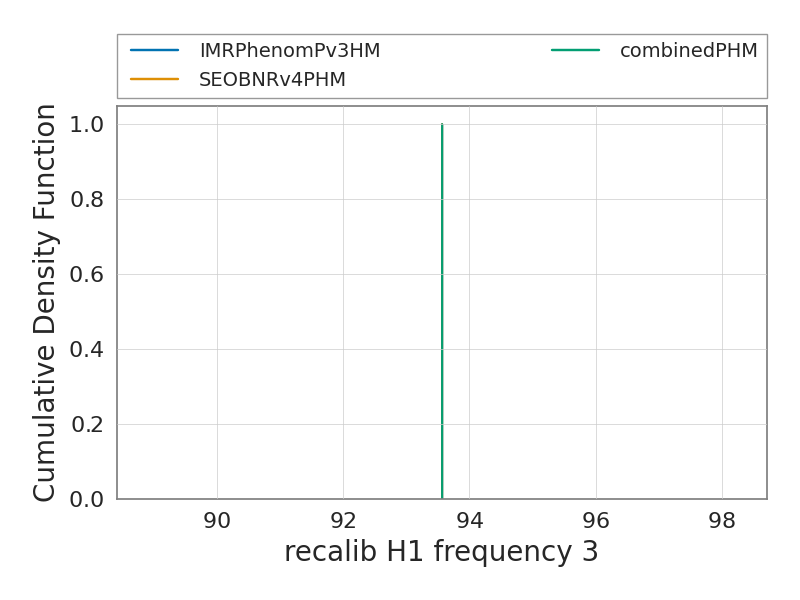 IMRPhenomPv3HM
SEOBNRv4PHM
combinedPHM
Cumulative Density Function
1.0
0.8
0.6
0.4
0.2
0.0
90 92 94 96 98
recalib H1 frequency 3